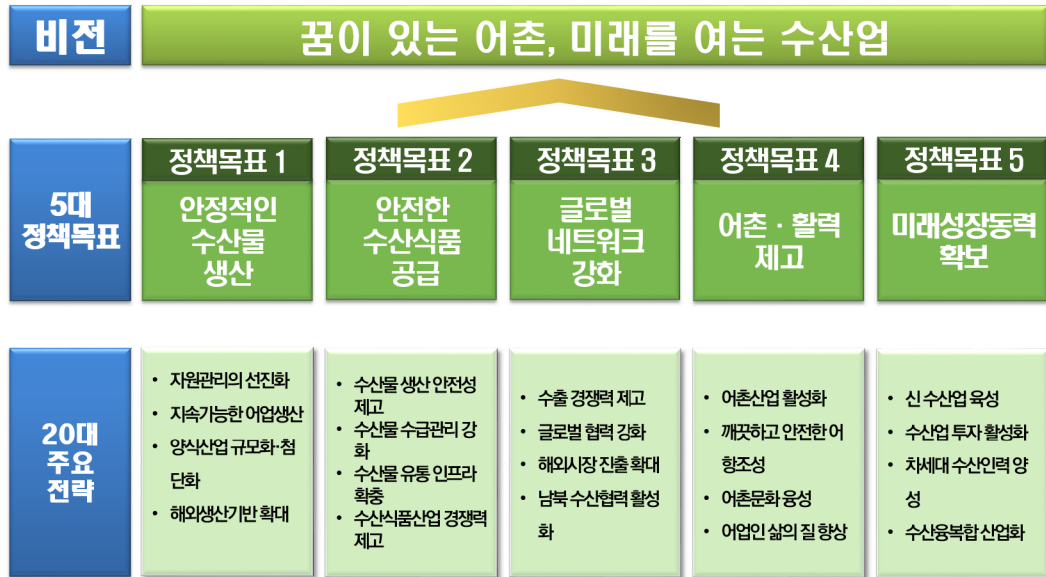 비전
꿈이 있는 어촌, 미래를 여는 수산업
5대
정책목표
정책목표 1
안정적인
수산물
생산
정책목표 2
안전한
수산식품
공급
정책목표 3
글로벌
네트워크
강화
정책목표 4
어촌 · 활력
제고
정책목표 5
미래성장동력
확보
20대
주요
전략
• 자원관리의 선진화
• 지속가능한 어업생산
• 양식산업 규모화·첨
단화
• 해외생산기반 확대
• 수산물 생산 안전성
제고
• 수산물 수급관리 강
화
• 수산물 유통 인프라
확충
• 수산식품산업 경쟁력
제고
• 수출 경쟁력 제고
• 글로벌 협력 강화
• 해외시장 진출 확대
• 남북 수산협력 활성
화
• 어촌산업 활성화
• 깨끗하고 안전한 어
항조성
• 어촌문화 융성
• 어업인 삶의 질 향상
• 신 수산업 육성
• 수산업 투자 활성화
• 차세대 수산인력 양
성
• 수산융복합 산업화